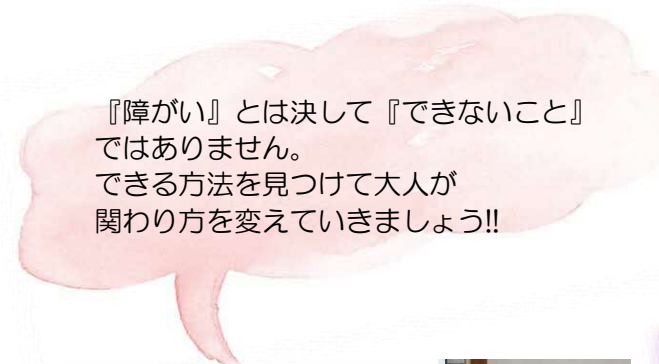 『障がい』とは決して『できないこと』
ではありません。
できる方法を見つけて大人が
関わり方を変えていきましょう!!